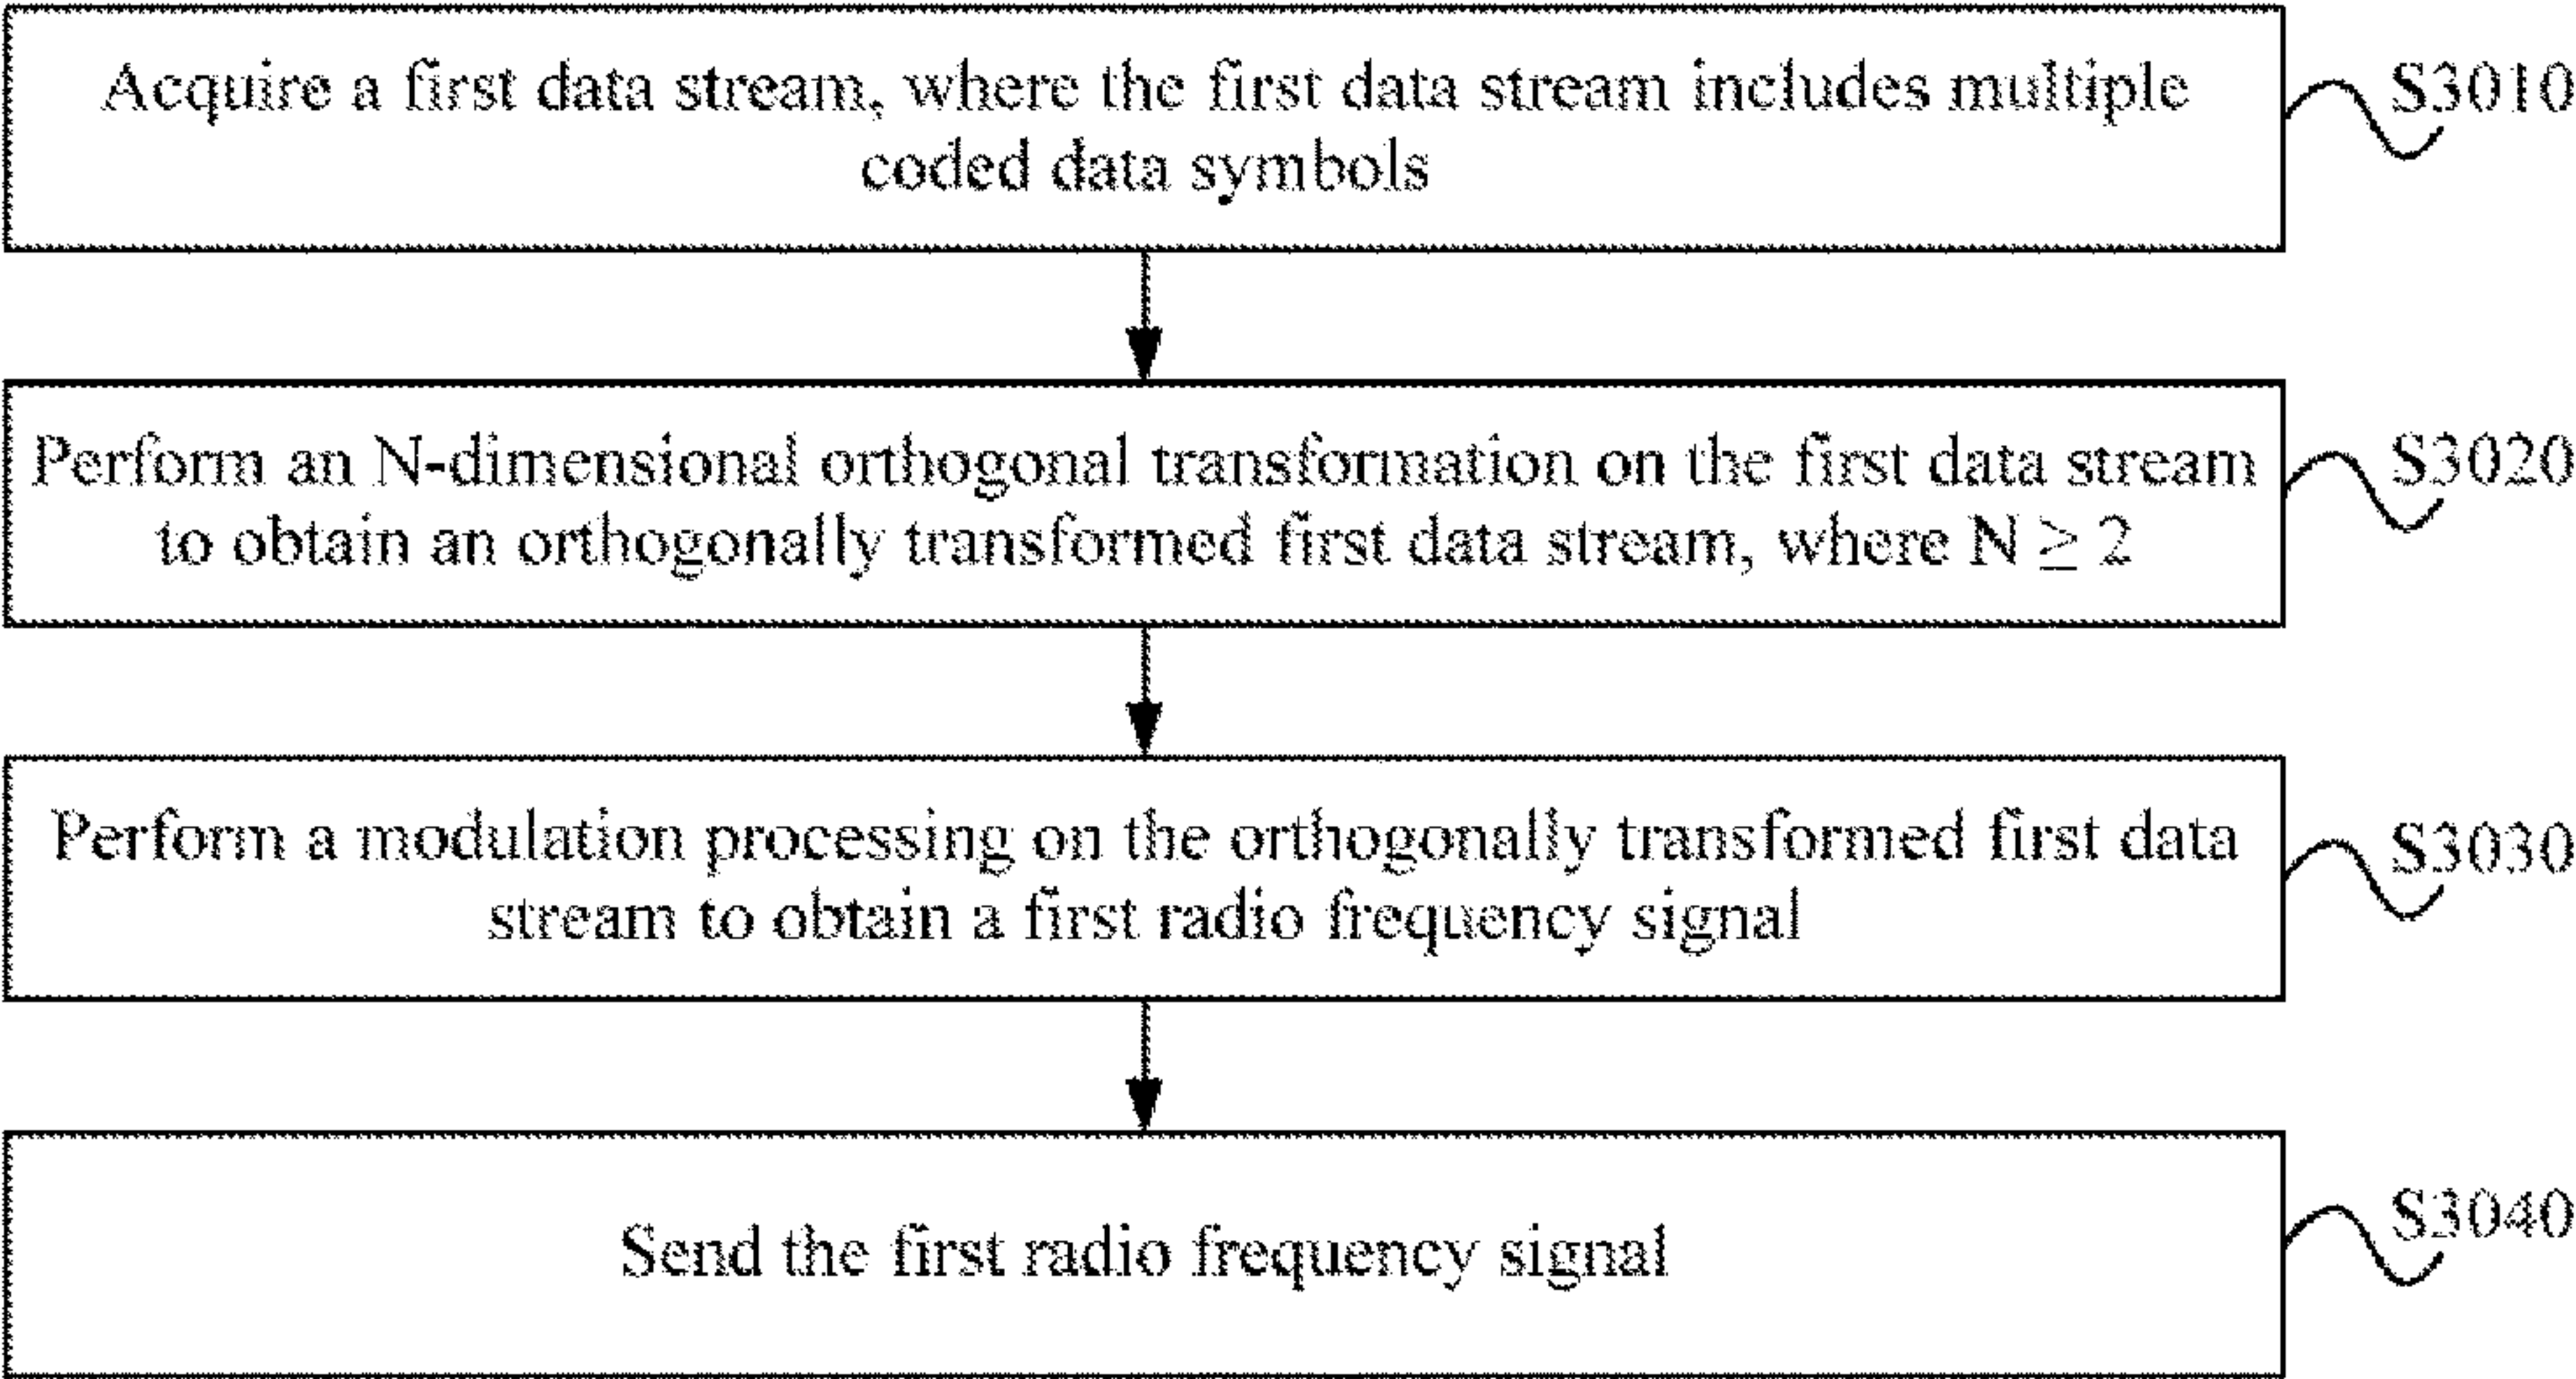 Acquire a first data stream, where the first data stream includes multiple
coded data symbols
S3010
Perform an N-dimensional orthogonal transformation on the first data stream
to obtain an orthogonally transformed first data stream, where N ≥ 2
S3020
Perform a modulation processing on the orthogonally transformed first data
stream to obtain a first radio frequency signal
S3030
Send the first radio frequency signal
S3040